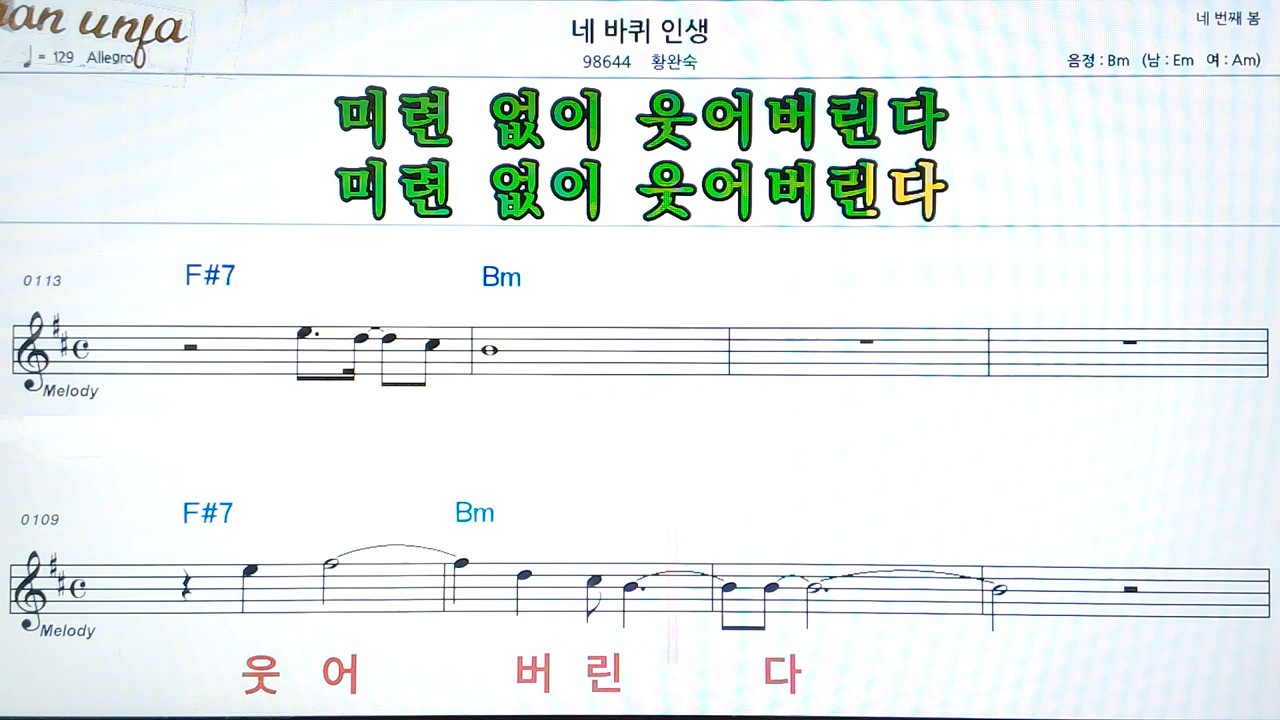 네 바퀴 인생
네 번째 봄
♩= 129 Allegro
98644 황완숙
음정 : Bm (남 : Em 여 : Am)
미련 없이 웃어버린다
미련 없이 웃어버린다
0113 F#7 Bm
Melody
0109 F#7 Bm
Melody
웃 어 버 린 다